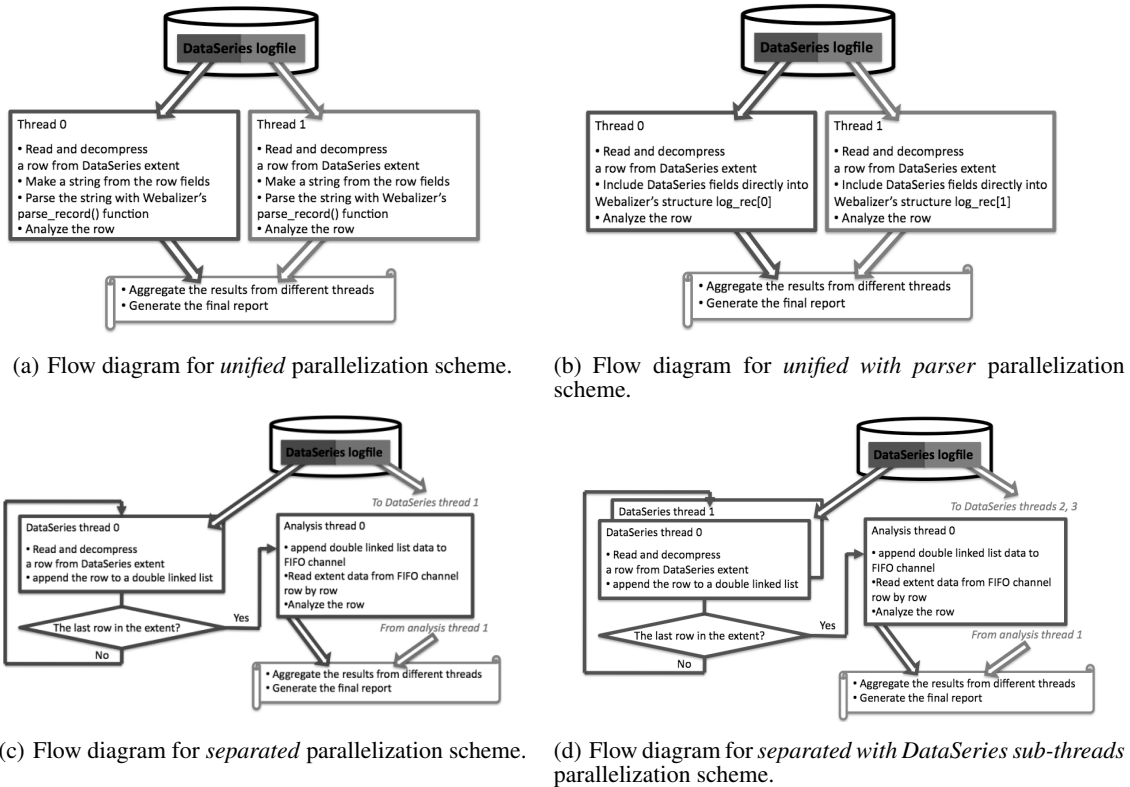 DataSeries logfile
Thread 0
• Read and decompress
a row from DataSeries extent
• Make a string from the row fields
• Parse the string with Webalizer's
parse_record() function
• Analyze the row
Thread 1
• Read and decompress
a row from DataSeries extent
• Make a string from the row fields
• Parse the string with Webalizer's
parse_record() function
• Analyze the row
• Aggregate the results from different threads
• Generate the final report
(a) Flow diagram for unified parallelization scheme.
DataSeries logfile
Thread 0
• Read and decompress
a row from DataSeries extent
• Include DataSeries fields directly into
Webalizer's structure log_rec[0]
• Analyze the row
Thread 1
• Read and decompress
a row from DataSeries extent
• Include DataSeries fields directly into
Webalizer's structure log_rec[1]
• Analyze the row
• Aggregate the results from different threads
• Generate the final report
(b) Flow diagram for unified with parser parallelization
scheme.
DataSeries logfile
To DataSeries thread 1
DataSeries thread 0
• Read and decompress
a row from DataSeries extent
• append the row to a double linked list
The last row in the extent?
Yes
No
Analysis thread 0
• append double linked list data to
FIFO channel
•Read extent data from FIFO channel
row by row
• Analyze the row
From analysis thread 1
• Aggregate the results from different threads
• Generate the final report
(c) Flow diagram for separated parallelization scheme.
DataSeries logfile
To DataSeries threads 2, 3
DataSeries thread 1
DataSeries thread 0
• Read and decompress
a row from DataSeries extent
• append the row to a double linked list
The last row in the extent?
Yes
No
Analysis thread 0
• append double linked list data to
FIFO channel
•Read extent data from FIFO channel
row by row
•Analyze the row
From analysis thread 1
• Aggregate the results from different threads
• Generate the final report
(d) Flow diagram for separated with DataSeries sub-threads
parallelization scheme.